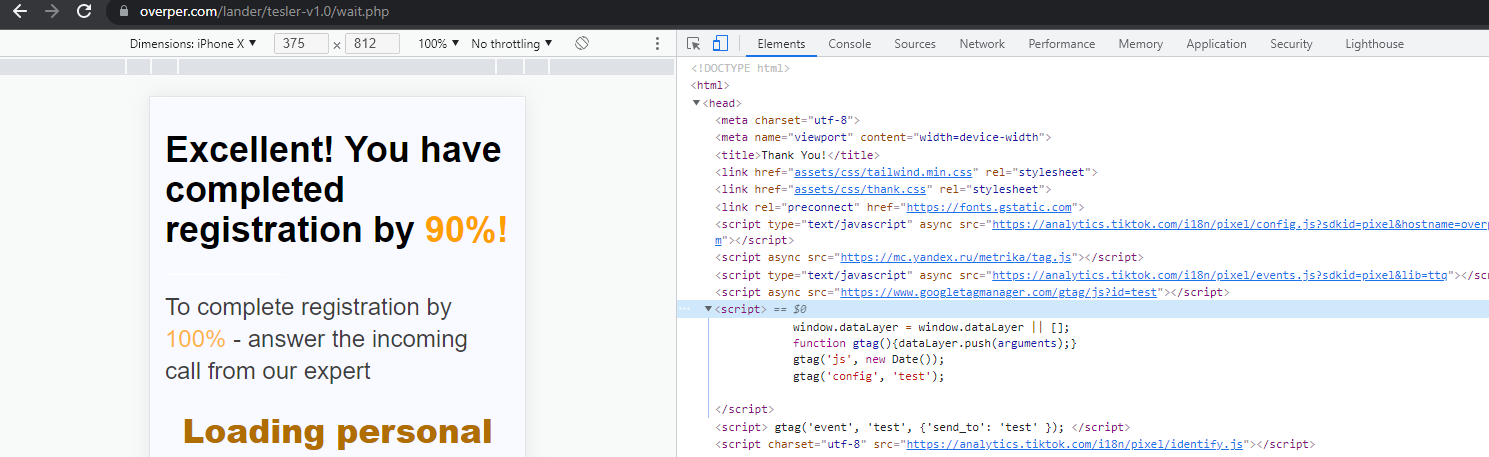 overper.com/lander/tesler-v1.0/wait.php
Dimensions: iPhone X ▼ 375 × 812 100% ▼ No throttling ▼
Elements Console Sources Network Performance Memory Application Security Lighthouse
Excellent! You have
completed
registration by 90%!
To complete registration by
100% - answer the incoming
call from our expert
Loading personal
<!DOCTYPE html>
<html>
▼<head>
<meta charset="utf-8">
<meta name="viewport" content="width=device-width">
<title>Thank You!</title>
<link href="assets/css/tailwind.min.css" rel="stylesheet">
<link href="assets/css/thank.css" rel="stylesheet">
<link rel="preconnect" href="https://fonts.gstatic.com">
<script type="text/javascript" async src="https://analytics.tiktok.com/i18n/pixel/config.js?sdkid=pixel&hostname=overp
m"></script>
<script async src="https://mc.yandex.ru/metrika/tag.js"></script>
<script type="text/javascript" async src="https://analytics.tiktok.com/i18n/pixel/events.js?sdkid=pixel&lib=ttq"></scr
<script async src="https://www.googletagmanager.com/gtag/js?id=test"></script>
… ▼<script> == $0
window.dataLayer = window.dataLayer || [];
function gtag(){dataLayer.push(arguments);}
gtag('js', new Date());
gtag('config', 'test');
</script>
<script> gtag('event', 'test', {'send_to': 'test' }); </script>
<script charset="utf-8" src="https://analytics.tiktok.com/i18n/pixel/identify.js"></script>